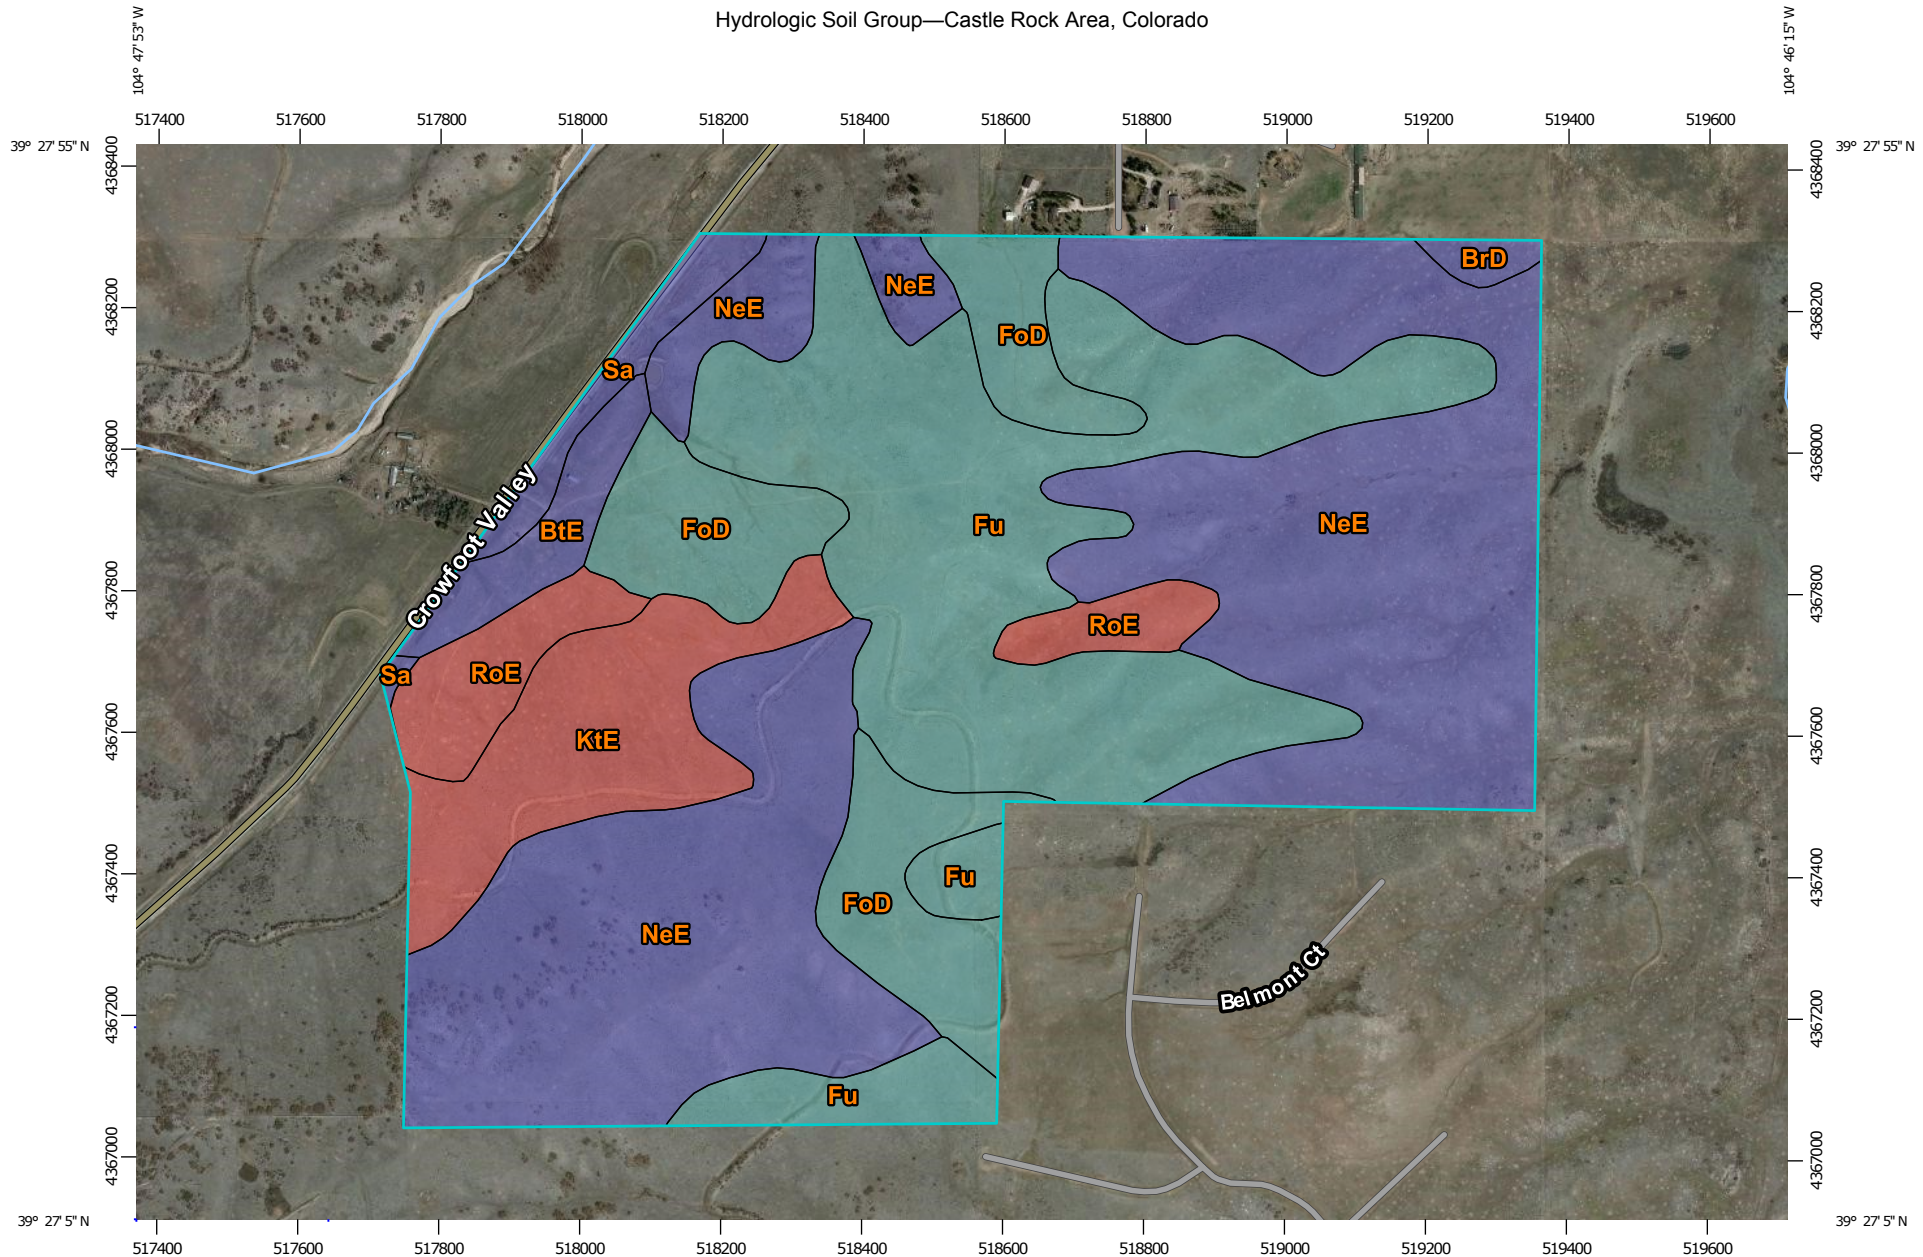 Hydrologic Soil Group—Castle Rock Area, Colorado
104° 47' 53" W
104° 46' 15" W
517400 517600 517800 518000 518200 518400 518600 518800 519000 519200 519400 519600
39° 27' 55" N
39° 27' 55" N
4368400
4368400
BrD
NeE
NeE
4368200
4368200
FoD
Sa
4368000
4368000
Crowfoot Valley
BtE
FoD
Fu
NeE
4367800
4367800
RoE
Sa
RoE
KtE
4367600
4367600
4367400
4367400
Fu
FoD
NeE
Belmont Ct
4367200
4367200
Fu
4367000
4367000
39° 27' 5" N
39° 27' 5" N
517400 517600 517800 518000 518200 518400 518600 518800 519000 519200 519400 519600